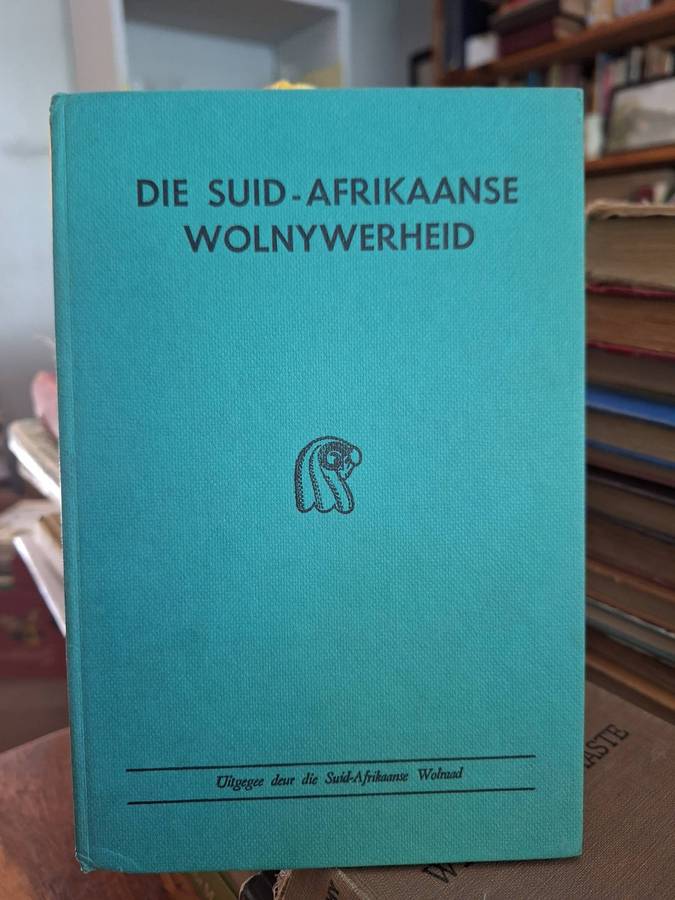 DIE SUID-AFRIKAANSE
WOLNYWERHEID
Uitgegee deur die Suid-Afrikaanse Wolraad